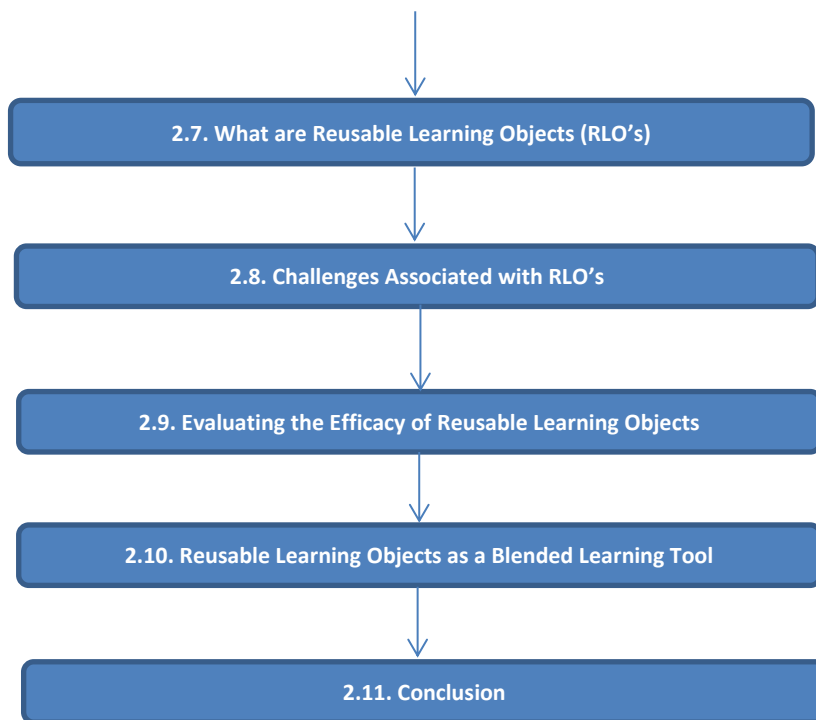 2.7. What are Reusable Learning Objects (RLO’s)
2.8. Challenges Associated with RLO’s
2.9. Evaluating the Efficacy of Reusable Learning Objects
2.10. Reusable Learning Objects as a Blended Learning Tool
2.11. Conclusion